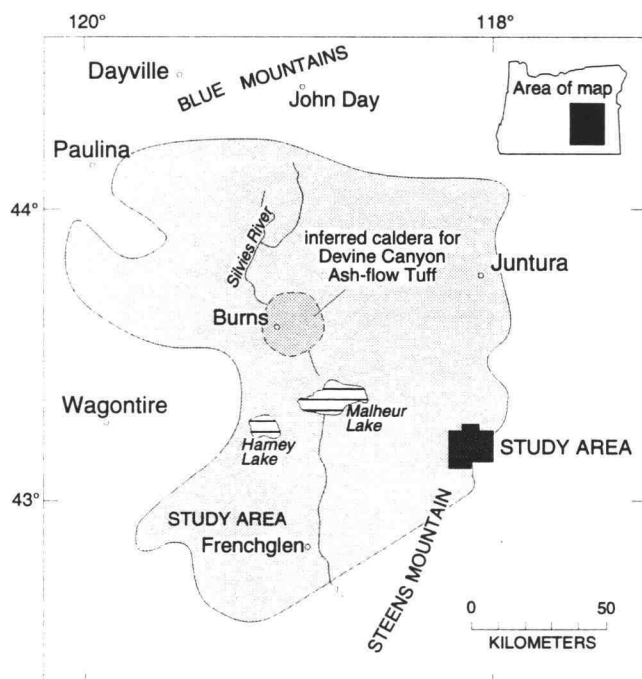 120°
118°
Dayville
BLUE MOUNTAINS
John Day
Area of map
Paulina
44°
Silvies River
inferred caldera for
Devine Canyon
Ash-flow Tuff
Juntura
Burns
Wagontire
Malheur
Lake
Harney
Lake
STUDY AREA
43°
STUDY AREA
Frenchglen
STEENS MOUNTAIN
0 50
KILOMETERS